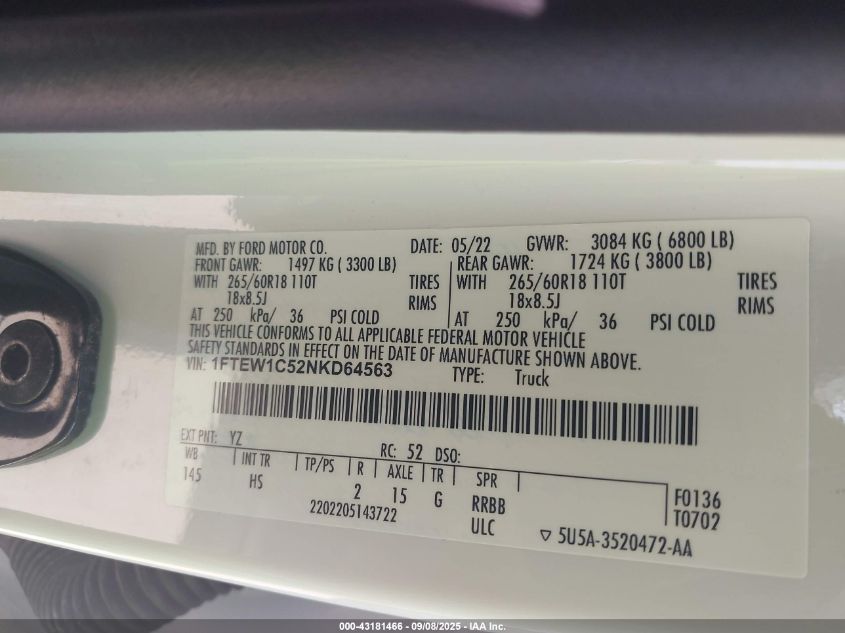 MFD. BY FORD MOTOR CO. DATE: 05/22 GVWR: 3084 KG ( 6800 LB)
FRONT GAWR: 1497 KG ( 3300 LB) REAR GAWR: 1724 KG ( 3800 LB)
WITH 265/60R18 110T TIRES WITH 265/60R18 110T TIRES
18x8.5J RIMS 18x8.5J RIMS
AT 250 kPa/ 36 PSI COLD AT 250 kPa/ 36 PSI COLD
THIS VEHICLE CONFORMS TO ALL APPLICABLE FEDERAL MOTOR VEHICLE
SAFETY STANDARDS IN EFFECT ON THE DATE OF MANUFACTURE SHOWN ABOVE.
VIN: 1FTEW1C52NKD64563 TYPE: Truck
EXT PNT: YZ RC: 52 DSO:
WB INT TR TP/PS R AXLE TR SPR
145 HS 2 15 G RRBB F0136
2202205143722 ULC T0702
5U5A-3520472-AA
000-43181466 - 09/08/2025 - IAA Inc.